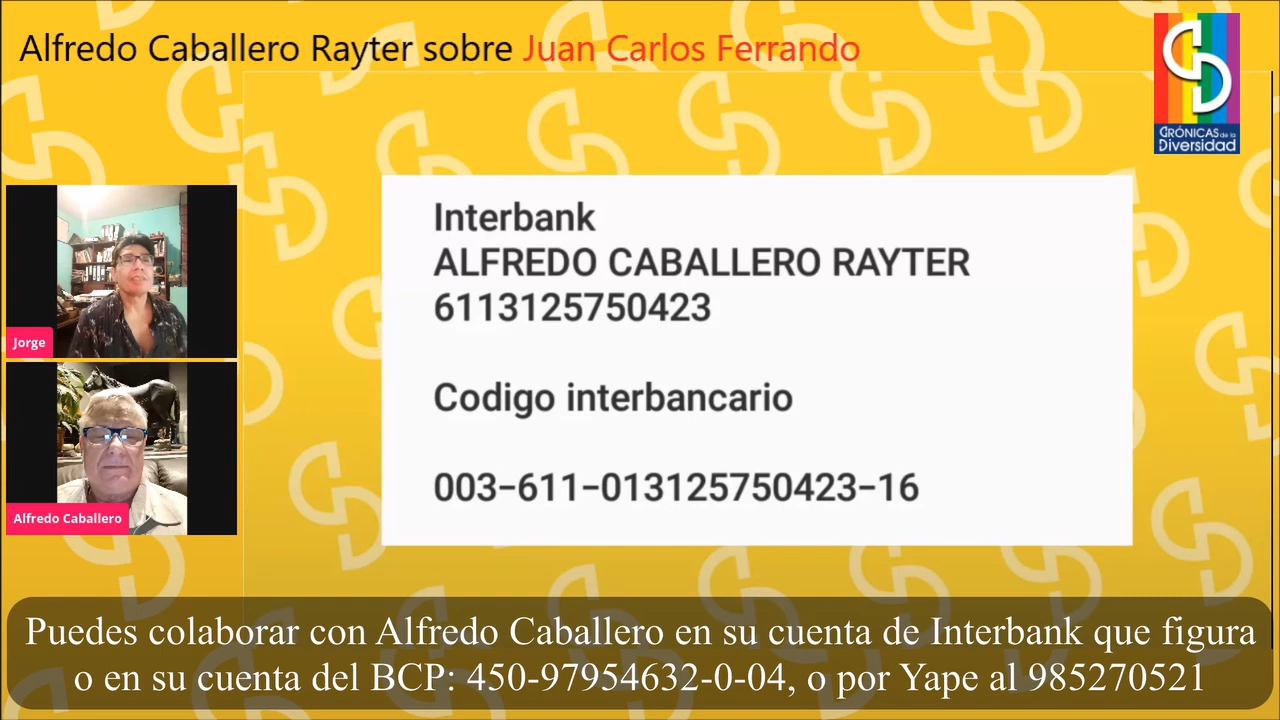 Alfredo Caballero Rayter sobre Juan Carlos Ferrando
CRÓNICAS de la
Diversidad
Interbank
ALFREDO CABALLERO RAYTER
6113125750423
Codigo interbancario
003-611-013125750423-16
Jorge
Alfredo Caballero
Puedes colaborar con Alfredo Caballero en su cuenta de Interbank que figura
o en su cuenta del BCP: 450-97954632-0-04, o por Yape al 985270521